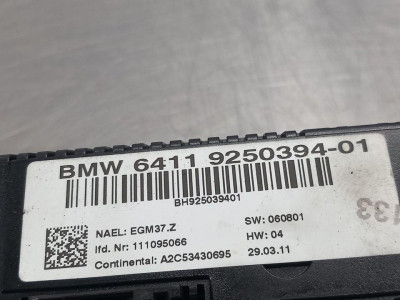 BMW 6411 9250394-01
BH925039401
NAEL: EGM37.Z
lfd. Nr: 111095066
Continental: A2C53430695
SW: 060801
HW: 04
29.03.11
133